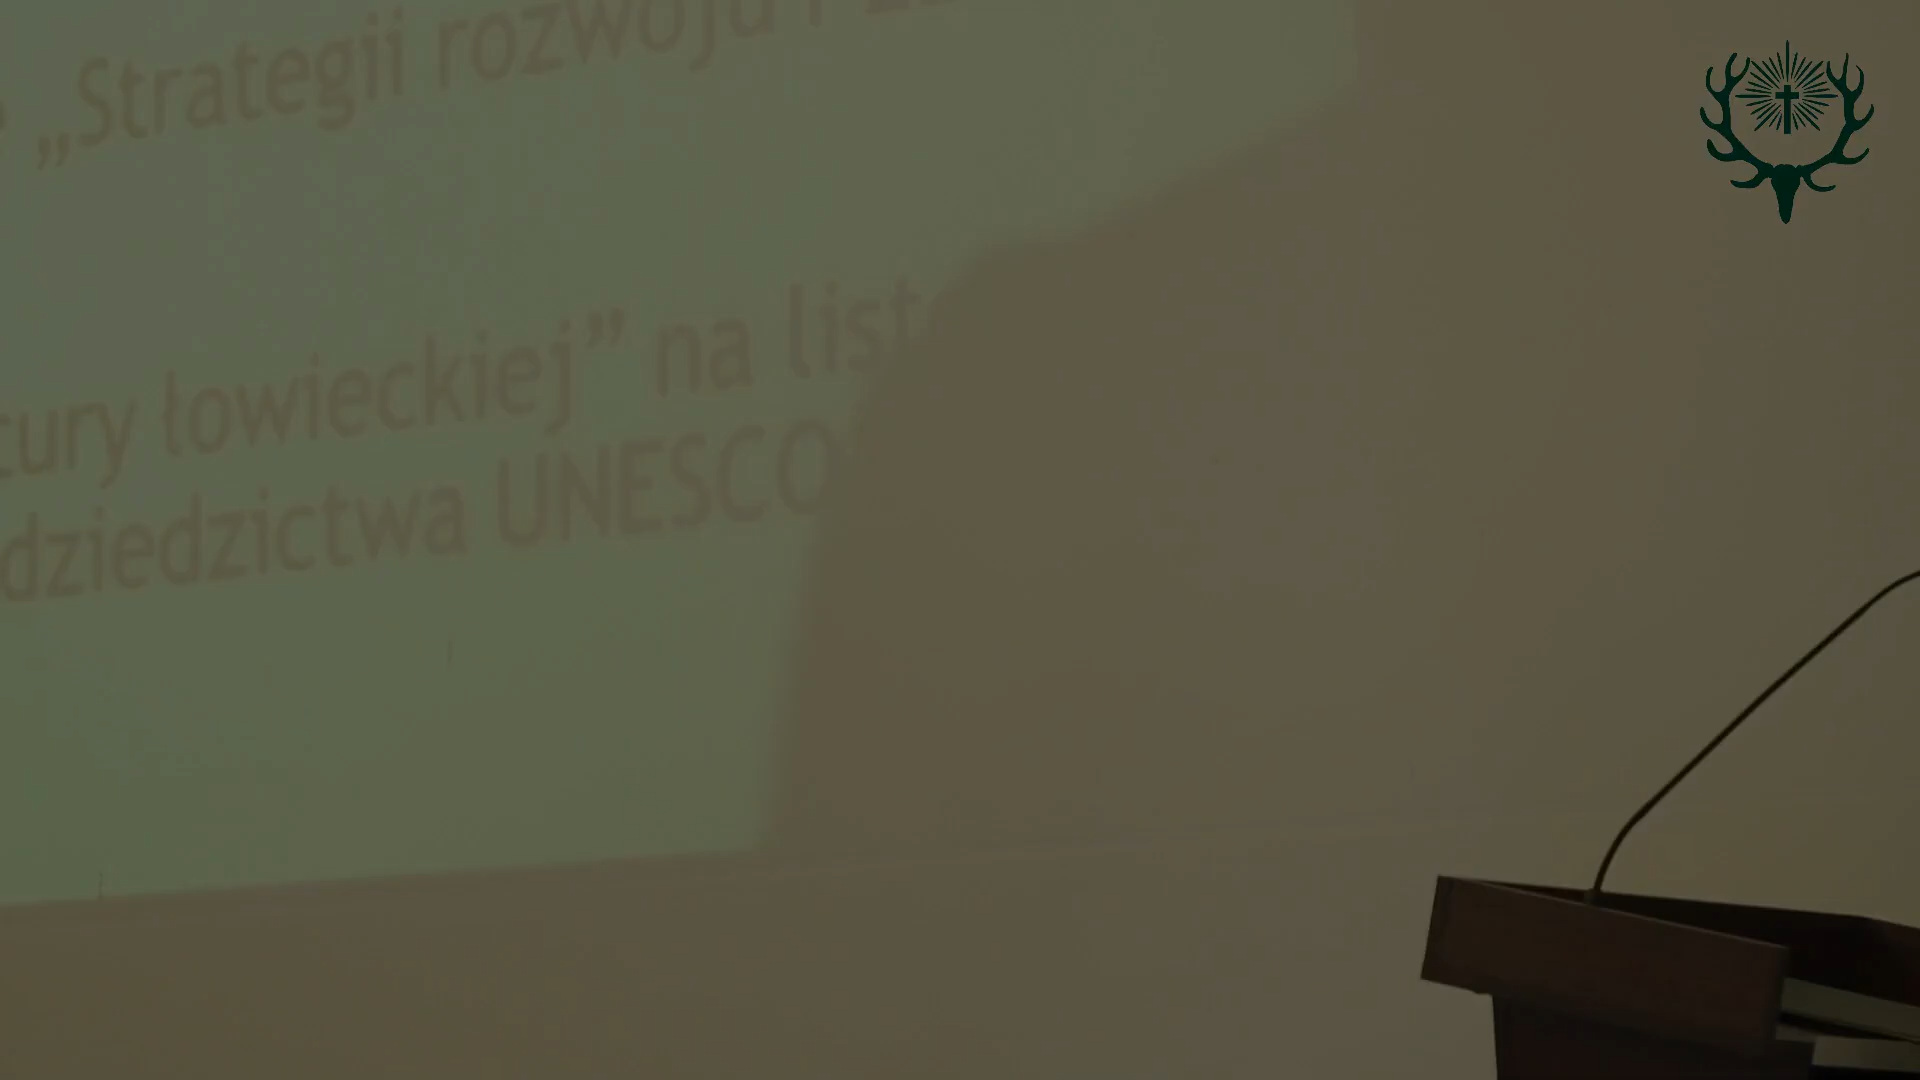 „Strategii rozwoju
tury łowieckiej” na list
dziedzictwa UNESCO